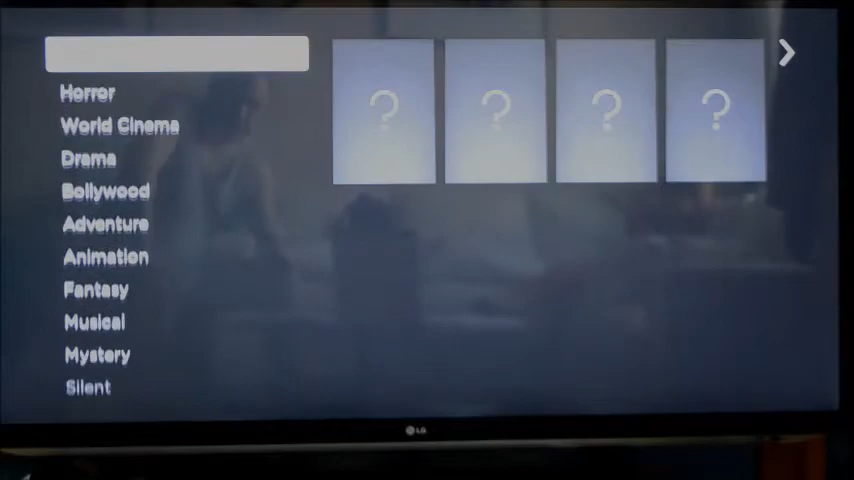 Horror
World Cinema
Drama
Bollywood
Adventure
Animation
Fantasy
Musical
Mystery
Silent
? ? ? ?
LG